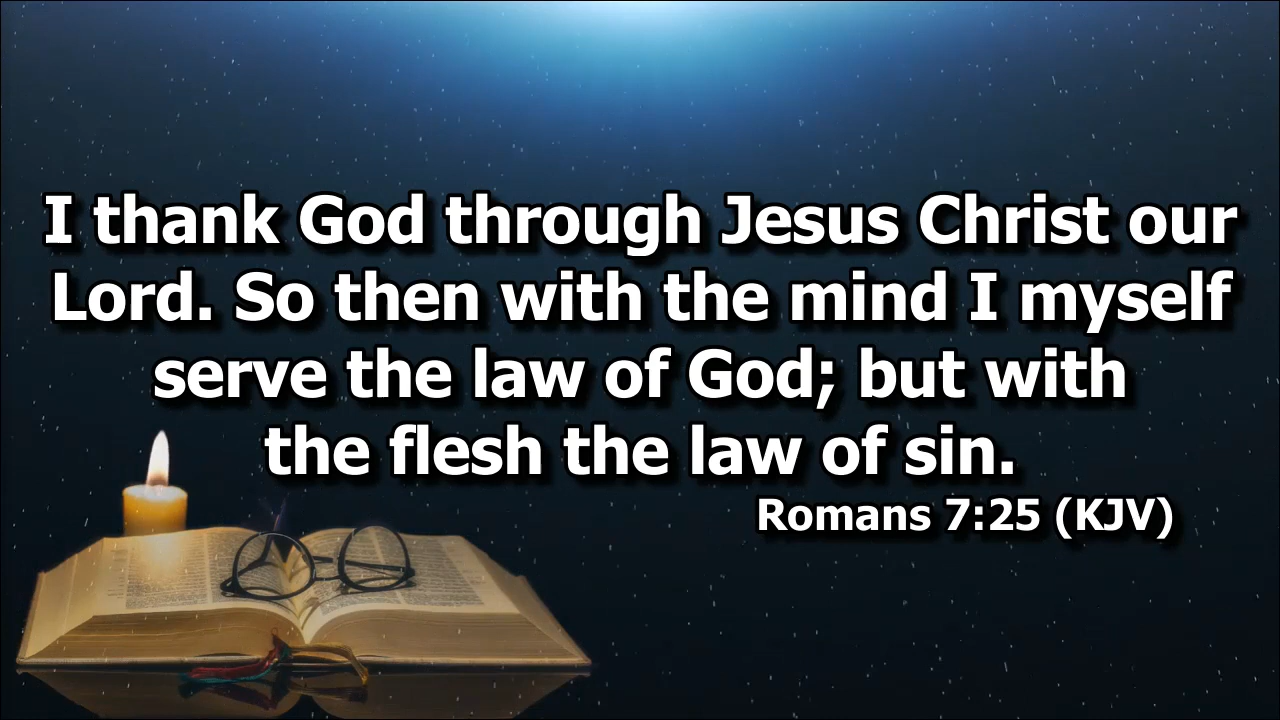 I thank God through Jesus Christ our
Lord. So then with the mind I myself
serve the law of God; but with
the flesh the law of sin.
Romans 7:25 (KJV)